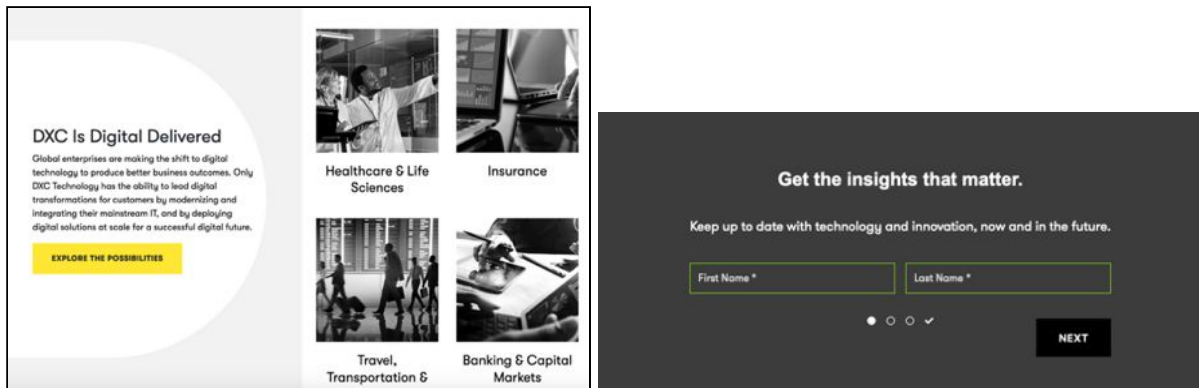 DXC Is Digital Delivered
Global enterprises are making the shift to digital
technology to produce better business outcomes. Only
DXC Technology has the ability to lead digital
transformations for customers by modernizing and
integrating their mainstream IT, and by deploying
digital solutions at scale for a successful digital future.
EXPLORE THE POSSIBILITIES
Healthcare & Life
Sciences
Insurance
Travel,
Transportation &
Banking & Capital
Markets
Get the insights that matter.
Keep up to date with technology and innovation, now and in the future.
First Name *
Last Name *
NEXT